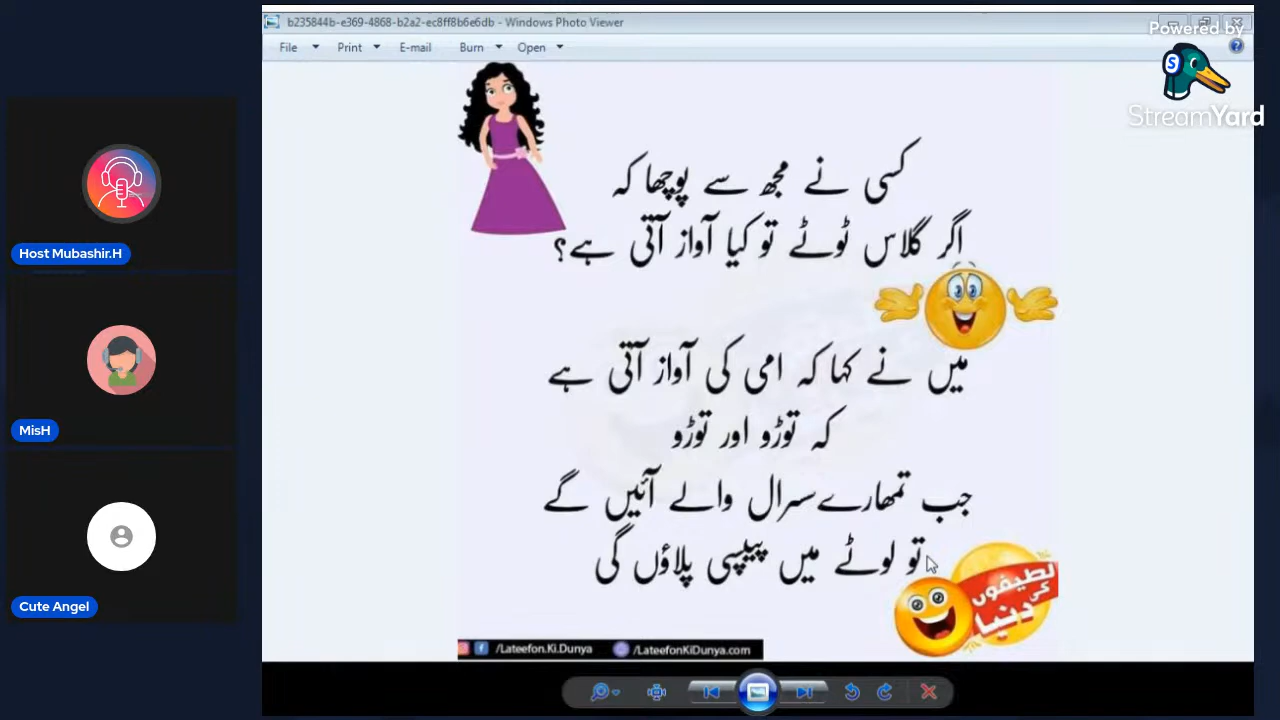 b235844b-e369-4868-b2a2-ec8ff8b6e6db - Windows Photo Viewer
File Print E-mail Burn Open
Powered by
StreamYard
کسی نے مجھ سے پوچھا کہ
اگر گلاس ٹوٹے تو کیا آواز آتی ہے؟
میں نے کہا کہ امی کی آواز آتی ہے
کہ توڑو اور توڑو
جب تمھارے سسرال والے آئیں گے
تو لوٹے میں پیپسی پلاؤں گی
لطیفوں
کی
دنیا
/Lateefon.Ki.Dunya /LateefonKiDunya.com
Host Mubashir.H
MisH
Cute Angel